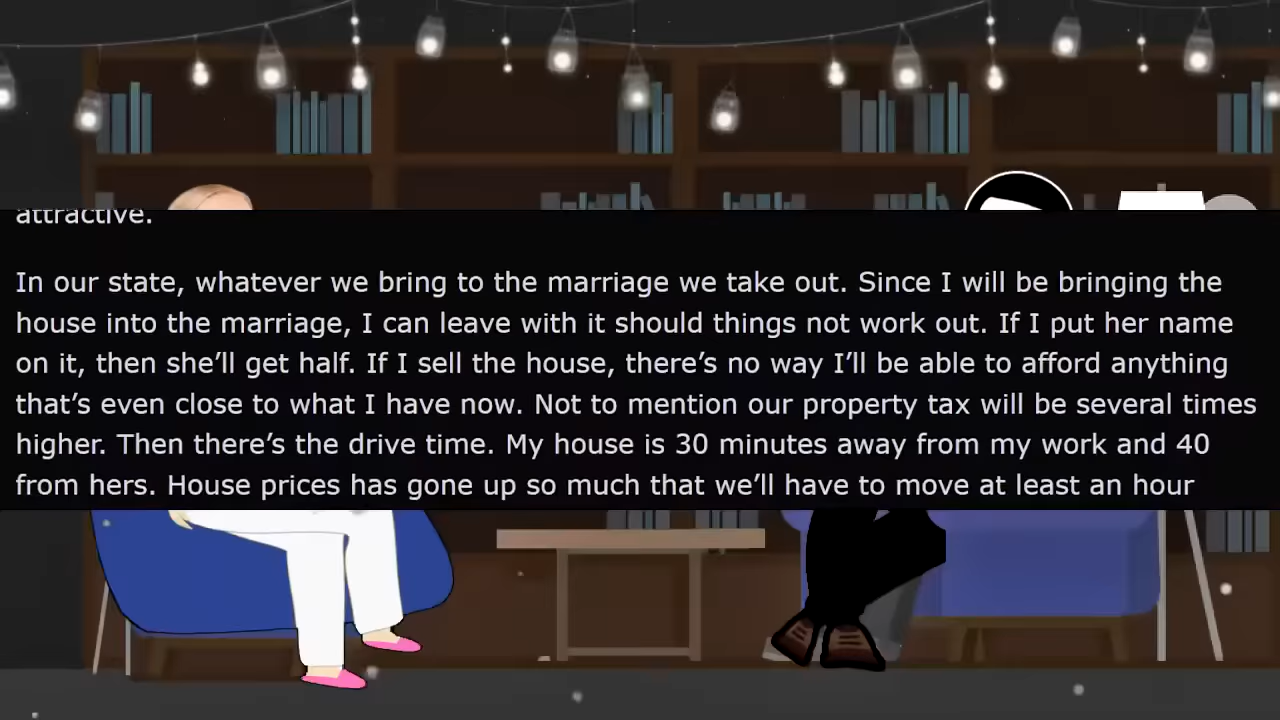 attractive.
In our state, whatever we bring to the marriage we take out. Since I will be bringing the
house into the marriage, I can leave with it should things not work out. If I put her name
on it, then she’ll get half. If I sell the house, there’s no way I’ll be able to afford anything
that’s even close to what I have now. Not to mention our property tax will be several times
higher. Then there’s the drive time. My house is 30 minutes away from my work and 40
from hers. House prices has gone up so much that we’ll have to move at least an hour